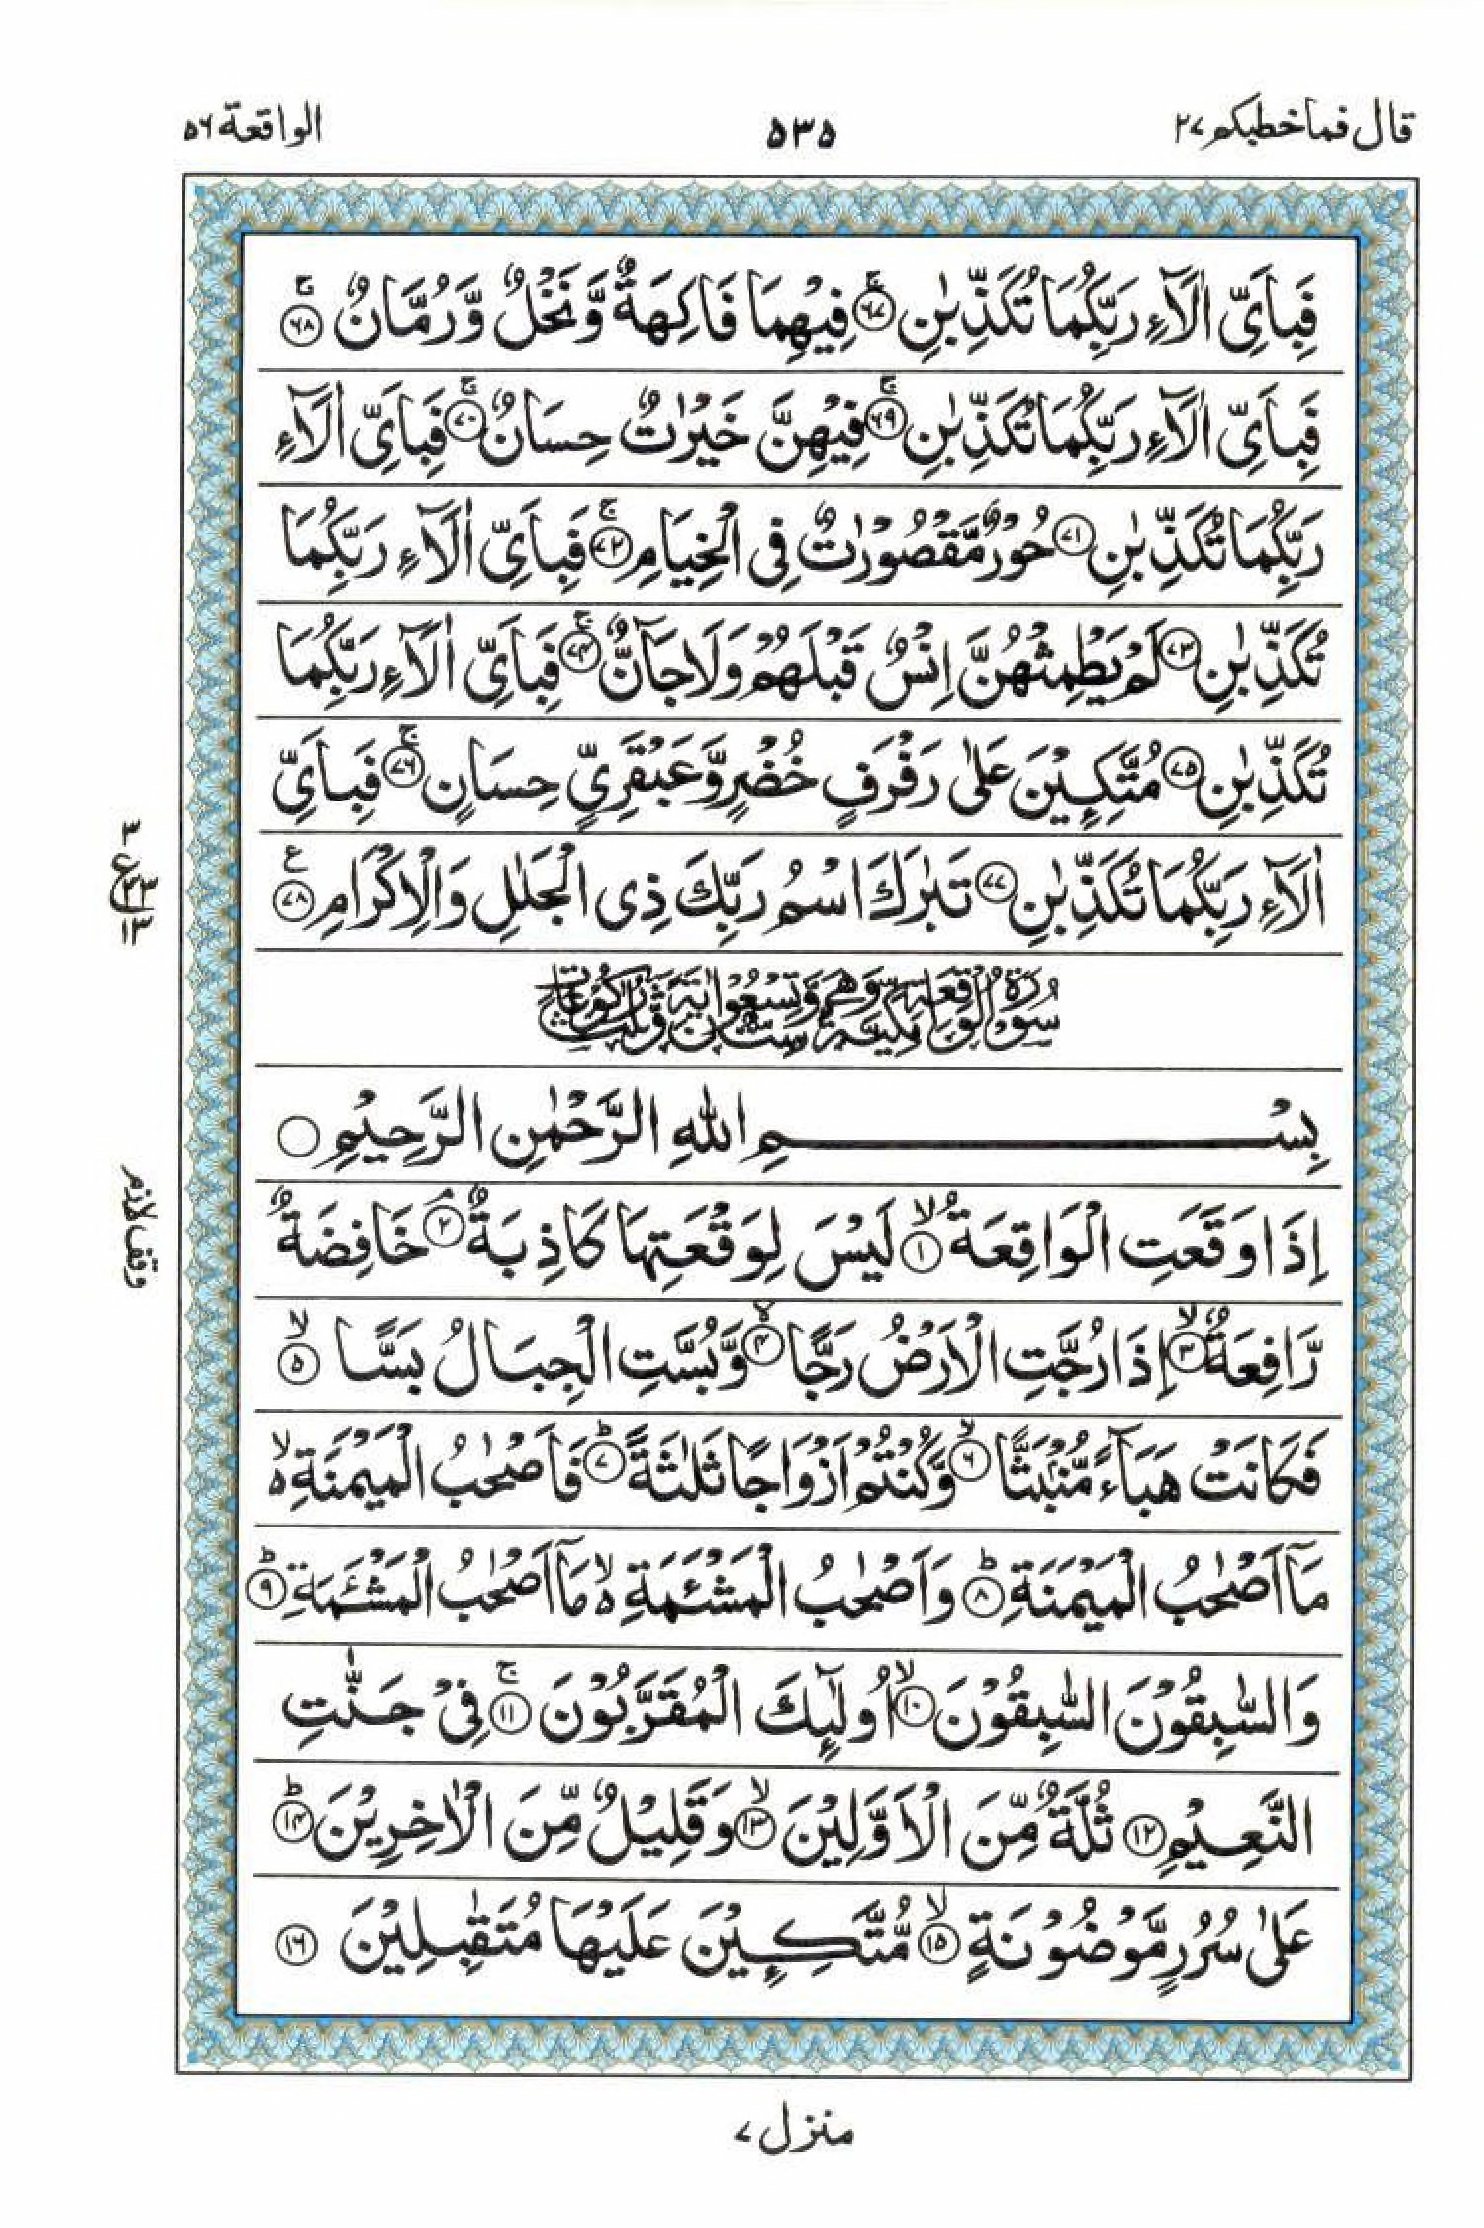 قال فماخطبكم ٢٧
٥٣٥
الواقعة ٥٦
فَبِاَیِّ اٰلَآءِ رَبِّكُمَا تُكَذِّبٰنِ ۚ﴿٦٧﴾ فِیْهِمَا فَاكِهَةٌ وَّنَخْلٌ وَّرُمَّانٌ ۚ﴿٦٨﴾
فَبِاَیِّ اٰلَآءِ رَبِّكُمَا تُكَذِّبٰنِ ۚ﴿٦٩﴾ فِیْهِنَّ خَیْرٰتٌ حِسَانٌ ۚ﴿٧٠﴾ فَبِاَیِّ اٰلَآءِ
رَبِّكُمَا تُكَذِّبٰنِ ﴿٧١﴾ حُوْرٌ مَّقْصُوْرٰتٌ فِی الْخِیَامِ ۚ﴿٧٢﴾ فَبِاَیِّ اٰلَآءِ رَبِّكُمَا
تُكَذِّبٰنِ ﴿٧٣﴾ لَمْ یَطْمِثْهُنَّ اِنْسٌ قَبْلَهُمْ وَلَا جَآنٌّ ۚ﴿٧٤﴾ فَبِاَیِّ اٰلَآءِ رَبِّكُمَا
تُكَذِّبٰنِ ﴿٧٥﴾ مُتَّكِـِٕیْنَ عَلٰی رَفْرَفٍ خُضْرٍ وَّعَبْقَرِیٍّ حِسَانٍ ۚ﴿٧٦﴾ فَبِاَیِّ
اٰلَآءِ رَبِّكُمَا تُكَذِّبٰنِ ﴿٧٧﴾ تَبٰرَكَ اسْمُ رَبِّكَ ذِی الْجَلٰلِ وَالْاِكْرَامِ ﴿٧٨﴾ ع
٣
ع ٣٣
١٣
سُوْرَةُ الْوَاقِعَةِ مَكِّیَّةٌ وَّهِیَ سِتٌّ وَّتِسْعُوْنَ اٰیَةً وَّثَلٰثُ رُكُوْعَاتٍ
بِسْمِ اللهِ الرَّحْمٰنِ الرَّحِیْمِ
اِذَا وَقَعَتِ الْوَاقِعَةُ ۙ﴿١﴾ لَیْسَ لِوَقْعَتِهَا كَاذِبَةٌ ۘ﴿٢﴾ خَافِضَةٌ
وقف لازم
رَّافِعَةٌ ۙ﴿٣﴾ اِذَا رُجَّتِ الْاَرْضُ رَجًّا ۙ﴿٤﴾ وَّبُسَّتِ الْجِبَالُ بَسًّا ۙ﴿٥﴾
فَكَانَتْ هَبَآءً مُّنْۢبَثًّا ۙ﴿٦﴾ وَّكُنْتُمْ اَزْوَاجًا ثَلٰثَةً ؕ﴿٧﴾ فَاَصْحٰبُ الْمَیْمَنَةِ ۙ۬
مَاۤ اَصْحٰبُ الْمَیْمَنَةِ ؕ﴿٨﴾ وَاَصْحٰبُ الْمَشْـَٔمَةِ ۙ۬ مَاۤ اَصْحٰبُ الْمَشْـَٔمَةِ ؕ﴿٩﴾
وَالسّٰبِقُوْنَ السّٰبِقُوْنَ ۙ﴿١٠﴾ اُولٰٓئِكَ الْمُقَرَّبُوْنَ ۚ﴿١١﴾ فِیْ جَنّٰتِ
النَّعِیْمِ ﴿١٢﴾ ثُلَّةٌ مِّنَ الْاَوَّلِیْنَ ۙ﴿١٣﴾ وَقَلِیْلٌ مِّنَ الْاٰخِرِیْنَ ؕ﴿١٤﴾
عَلٰی سُرُرٍ مَّوْضُوْنَةٍ ۙ﴿١٥﴾ مُّتَّكِـِٕیْنَ عَلَیْهَا مُتَقٰبِلِیْنَ ﴿١٦﴾
منزل ٧